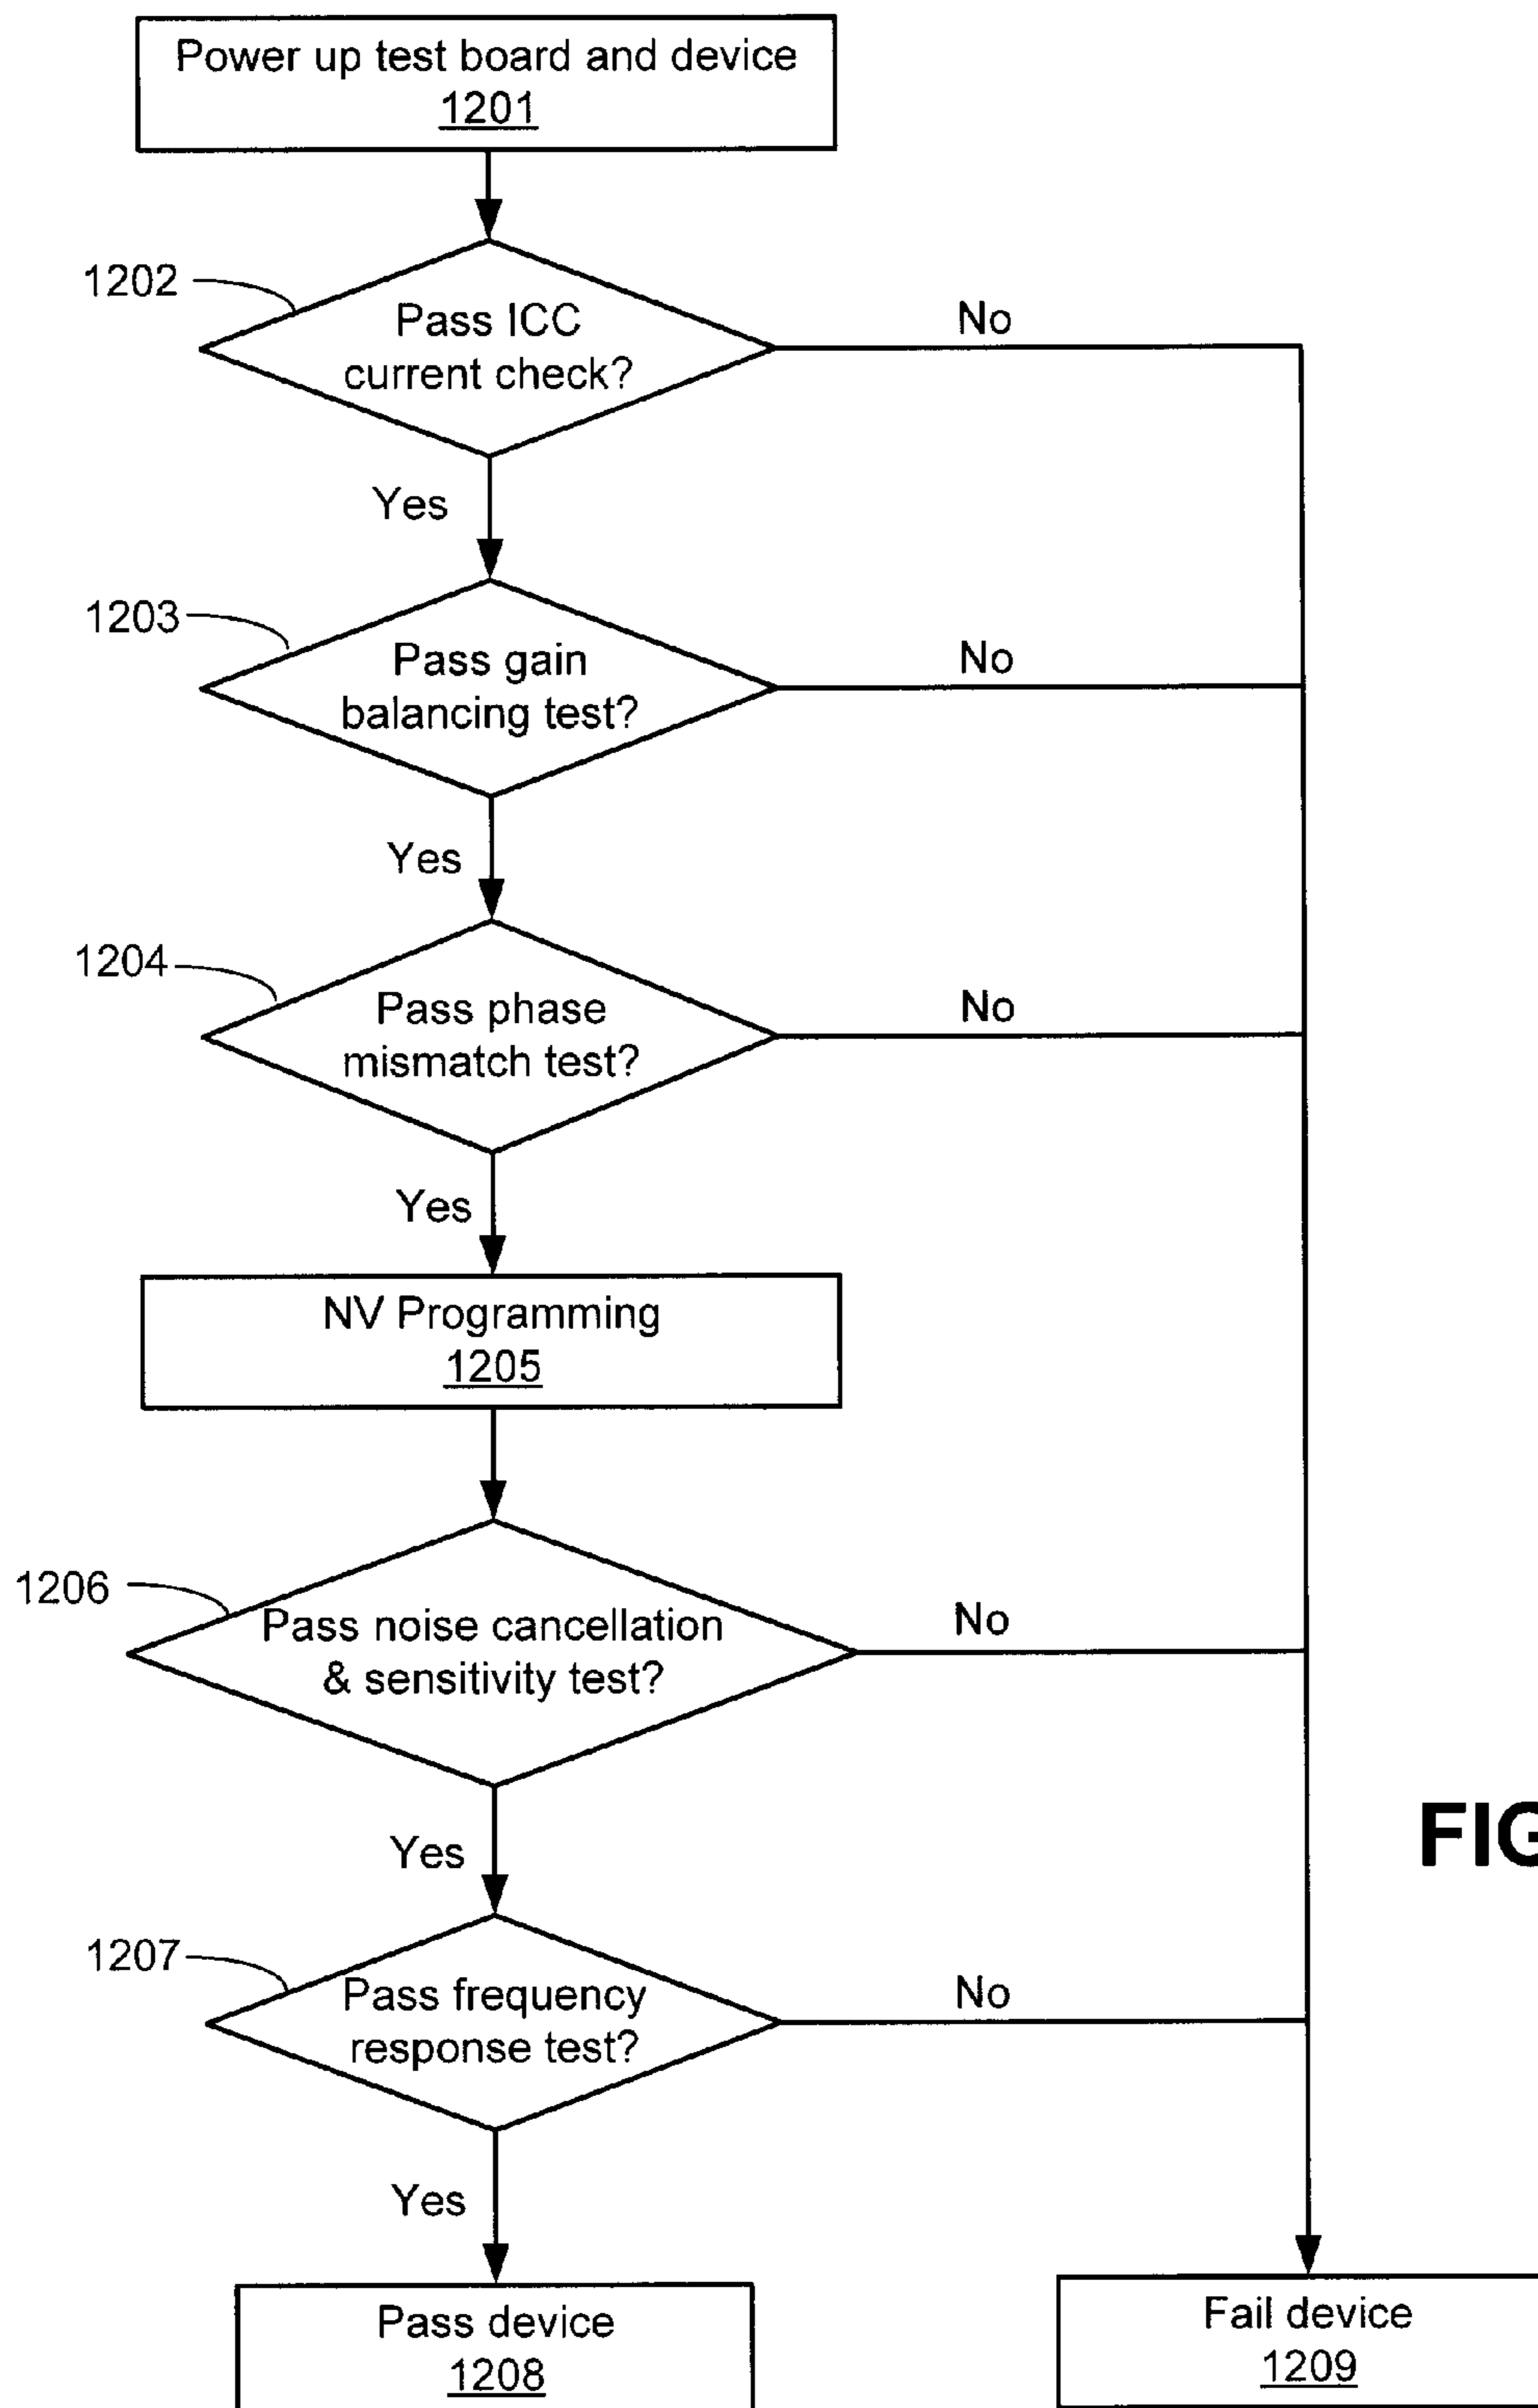 Power up test board and device
1201
1202
Pass ICC
current check?
No
Yes
1203
Pass gain
balancing test?
No
Yes
1204
Pass phase
mismatch test?
No
Yes
NV Programming
1205
1206
Pass noise cancellation
& sensitivity test?
No
Yes
FIG
1207
Pass frequency
response test?
No
Yes
Pass device
1208
Fail device
1209